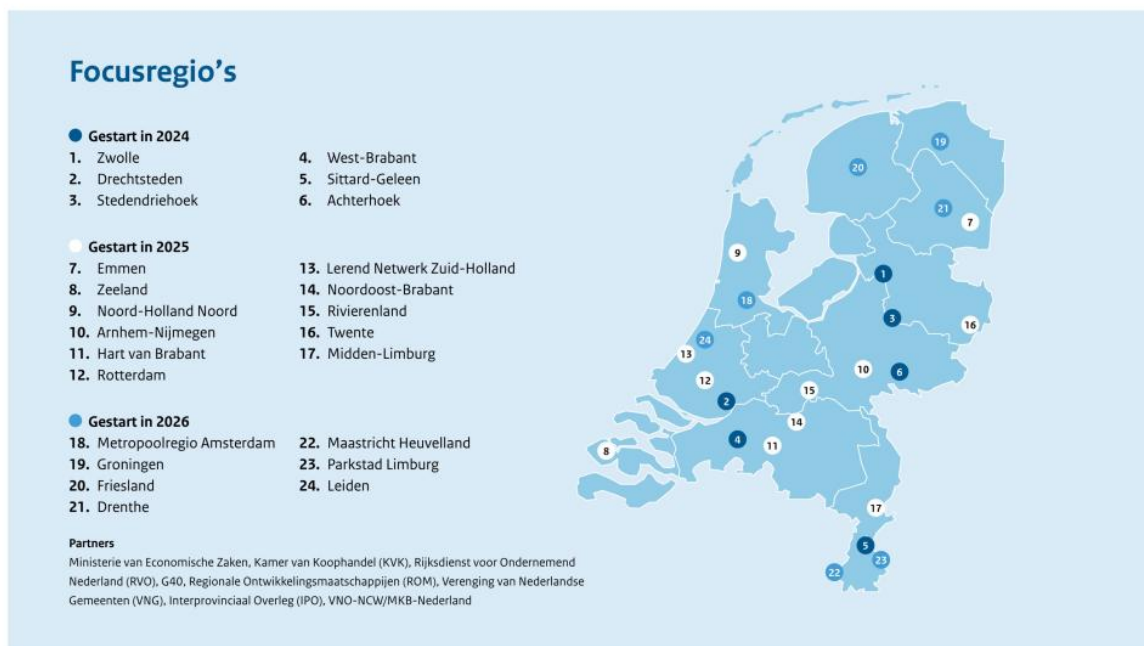 Focusregio's
Gestart in 2024
1. Zwolle
2. Drechtsteden
3. Stedendriehoek
4. West-Brabant
5. Sittard-Geleen
6. Achterhoek
Gestart in 2025
7. Emmen
8. Zeeland
9. Noord-Holland Noord
10. Arnhem-Nijmegen
11. Hart van Brabant
12. Rotterdam
13. Lerend Netwerk Zuid-Holland
14. Noordoost-Brabant
15. Rivierenland
16. Twente
17. Midden-Limburg
Gestart in 2026
18. Metropoolregio Amsterdam
19. Groningen
20. Friesland
21. Drenthe
22. Maastricht Heuvelland
23. Parkstad Limburg
24. Leiden
Partners
Ministerie van Economische Zaken, Kamer van Koophandel (KVK), Rijksdienst voor Ondernemend
Nederland (RVO), G40, Regionale Ontwikkelingsmaatschappijen (ROM), Verenging van Nederlandse
Gemeenten (VNG), Interprovinciaal Overleg (IPO), VNO-NCW/MKB-Nederland
19
20
21
7
9
1
18
3
16
24
13
10
6
12
15
2
14
4
11
8
17
5
23
22